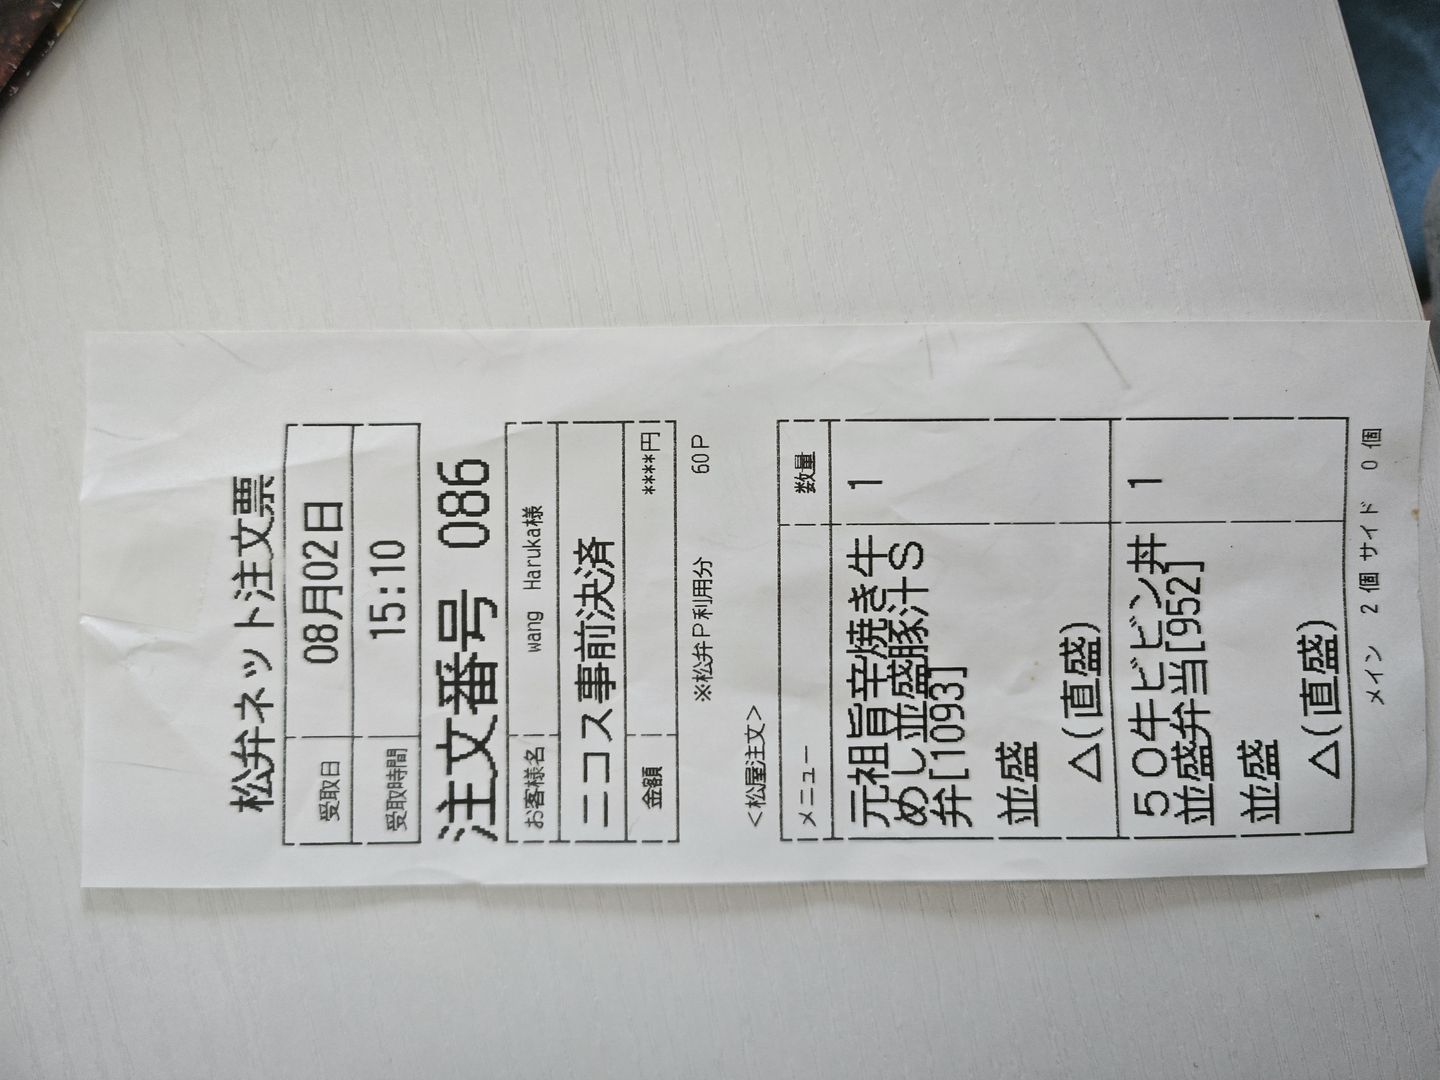 松弁ネット注文票
受取日 08月02日
受取時間 15:10
注文番号 086
お客様名 wang Haruka様
ニコス事前決済
金額 ****円
※松弁P利用分 60P
<松屋注文>
メニュー 数量
元祖旨辛焼き牛 1
めし並盛豚汁S
弁[1093]
並盛
△(直盛)
50牛ビビン丼 1
並盛弁当[952]
並盛
△(直盛)
メイン 2個 サイド 0個